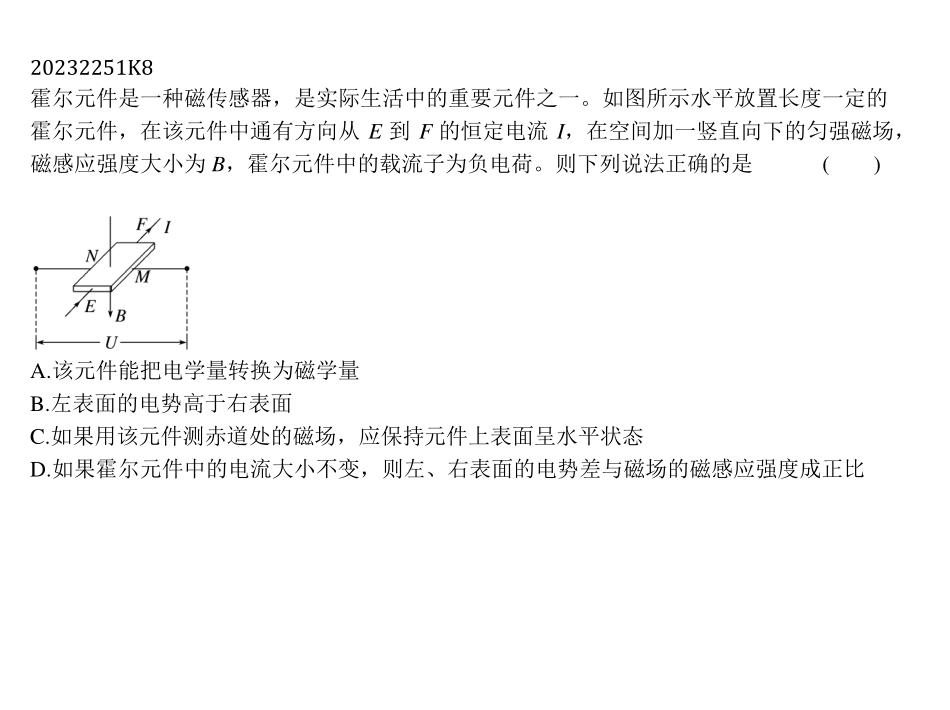 20232251K8
霍尔元件是一种磁传感器，是实际生活中的重要元件之一。如图所示水平放置长度一定的
霍尔元件，在该元件中通有方向从 E 到 F 的恒定电流 I，在空间加一竖直向下的匀强磁场，
磁感应强度大小为 B，霍尔元件中的载流子为负电荷。则下列说法正确的是 ( )
F I
N
M
E
B
U
A.该元件能把电学量转换为磁学量
B.左表面的电势高于右表面
C.如果用该元件测赤道处的磁场，应保持元件上表面呈水平状态
D.如果霍尔元件中的电流大小不变，则左、右表面的电势差与磁场的磁感应强度成正比